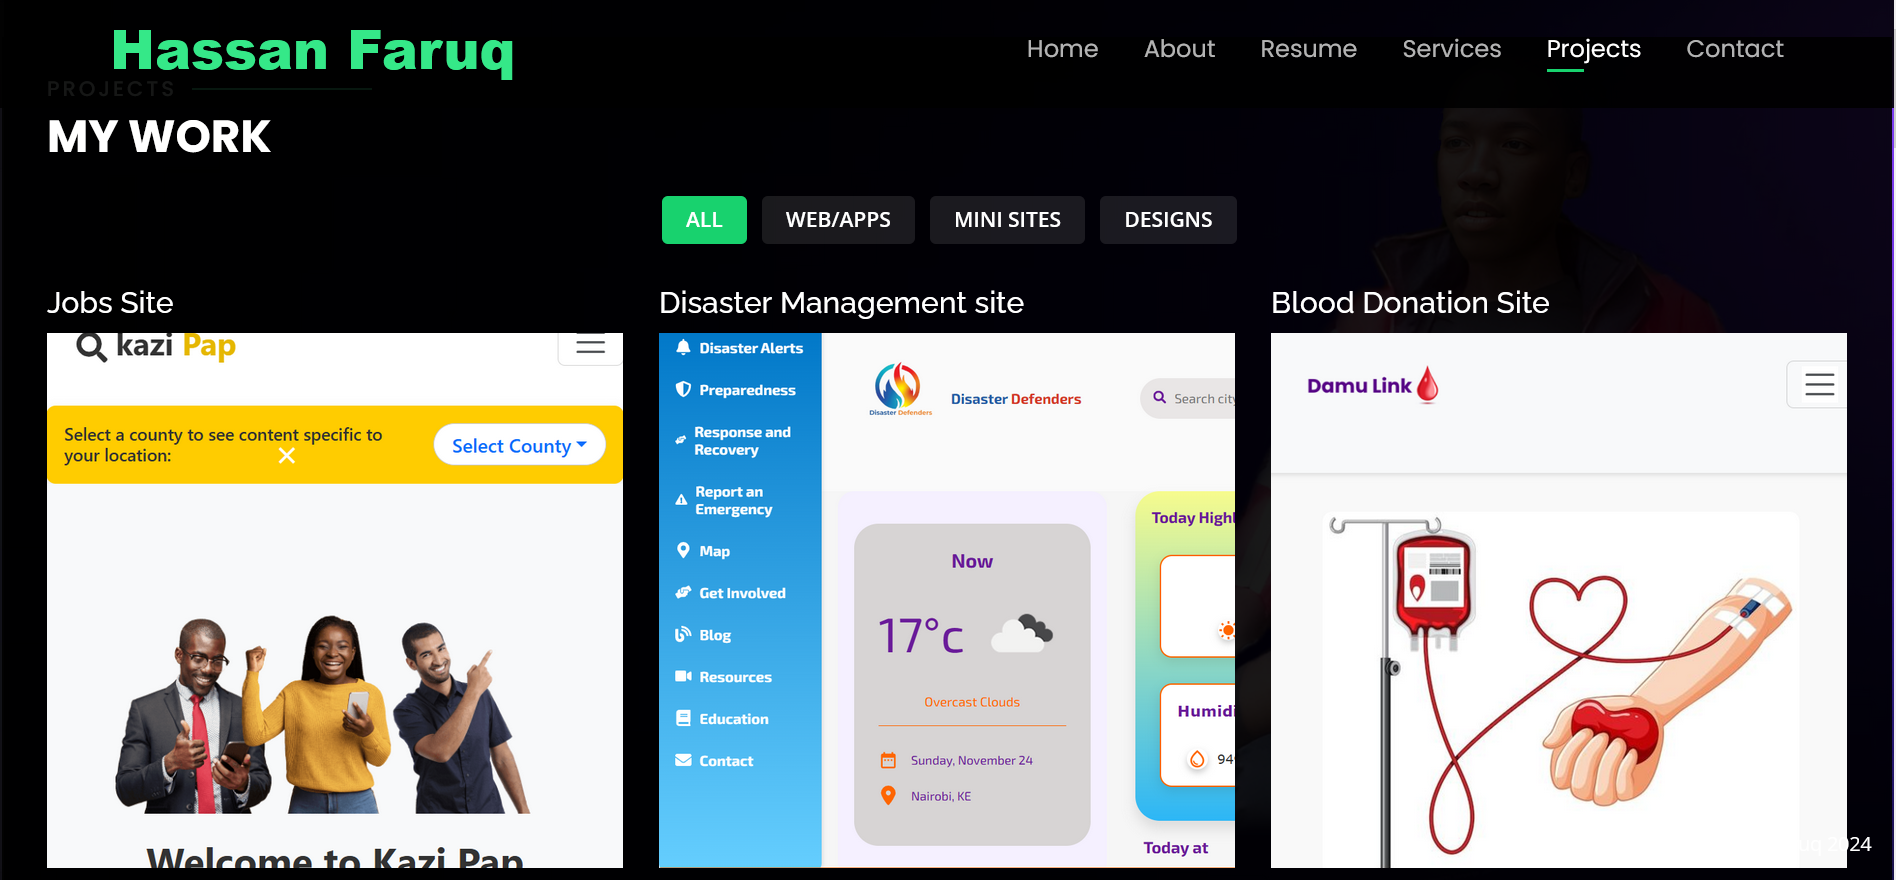 Hassan Faruq
Home About Resume Services Projects Contact
PROJECTS
MY WORK
ALL WEB/APPS MINI SITES DESIGNS
Jobs Site
kazi Pap
Select a county to see content specific to
your location:
Select County
Welcome to Kazi Pap
Disaster Management site
Disaster Alerts
Preparedness
Response and
Recovery
Report an
Emergency
Map
Get Involved
Blog
Resources
Education
Contact
Disaster Defenders
Disaster Defenders
Search city
Now
17°c
Overcast Clouds
Sunday, November 24
Nairobi, KE
Today Highl
Humidi
94
Today at
Blood Donation Site
Damu Link
uq 2024